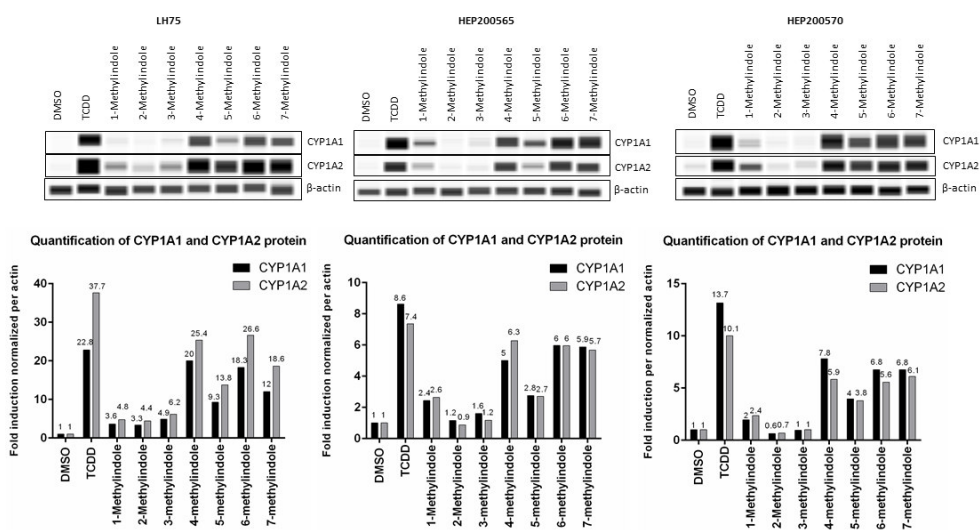 LH75
HEP200565
HEP200570
DMSO
TCDD
1-Methylindole
2-Methylindole
3-Methylindole
4-Methylindole
5-Methylindole
6-Methylindole
7-Methylindole
DMSO
TCDD
1-Methylindole
2-Methylindole
3-Methylindole
4-Methylindole
5-Methylindole
6-Methylindole
7-Methylindole
DMSO
TCDD
1-Methylindole
2-Methylindole
3-Methylindole
4-Methylindole
5-Methylindole
6-Methylindole
7-Methylindole
CYP1A1
CYP1A2
β-actin
CYP1A1
CYP1A2
β-actin
CYP1A1
CYP1A2
β-actin
Quantification of CYP1A1 and CYP1A2 protein
CYP1A1
CYP1A2
Fold induction normalized per actin
40
30
20
10
0
1 1
22.8 37.7
3.6 4.8
3.3 4.4
4.9 6.2
20 25.4
9.3 13.8
18.3 26.6
12 18.6
DMSO
TCDD
1-Methylindole
2-Methylindole
3-methylindole
4-methylindole
5-methylindole
6-methylindole
7-methylindole
Quantification of CYP1A1 and CYP1A2 protein
CYP1A1
CYP1A2
Fold induction normalized per actin
10
8
6
4
2
0
1 1
8.6 7.4
2.4 2.6
1.2 0.9
1.6 1.2
5 6.3
2.8 2.7
6 6
5.9 5.7
DMSO
TCDD
1-Methylindole
2-Methylindole
3-methylindole
4-methylindole
5-methylindole
6-methylindole
7-methylindole
Quantification of CYP1A1 and CYP1A2 protein
CYP1A1
CYP1A2
Fold induction per normalized actin
15
10
5
0
1 1
13.7 10.1
2 2.4
0.6 0.7
1 1
7.8 5.9
4 3.8
6.8 5.6
6.8 6.1
DMSO
TCDD
1-Methylindole
2-Methylindole
3-methylindole
4-methylindole
5-methylindole
6-methylindole
7-methylindole